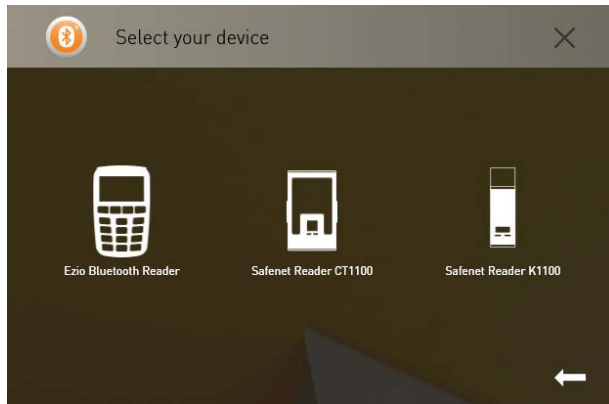 Select your device
Ezio Bluetooth Reader
Safenet Reader CT1100
Safenet Reader K1100